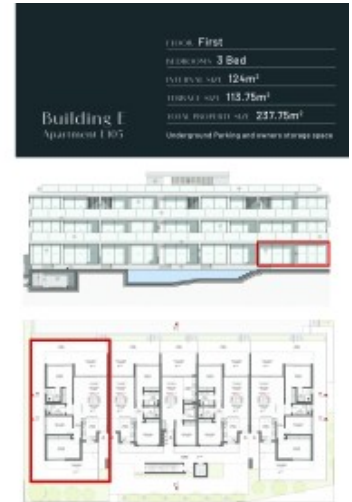 FLOOR First
BEDROOMS 3 Bed
INTERNAL SIZE 124m²
TERRACE SIZE 113.75m²
TOTAL PROPERTY SIZE 237.75m²
Building E
Apartment E105
Underground Parking and owners storage space